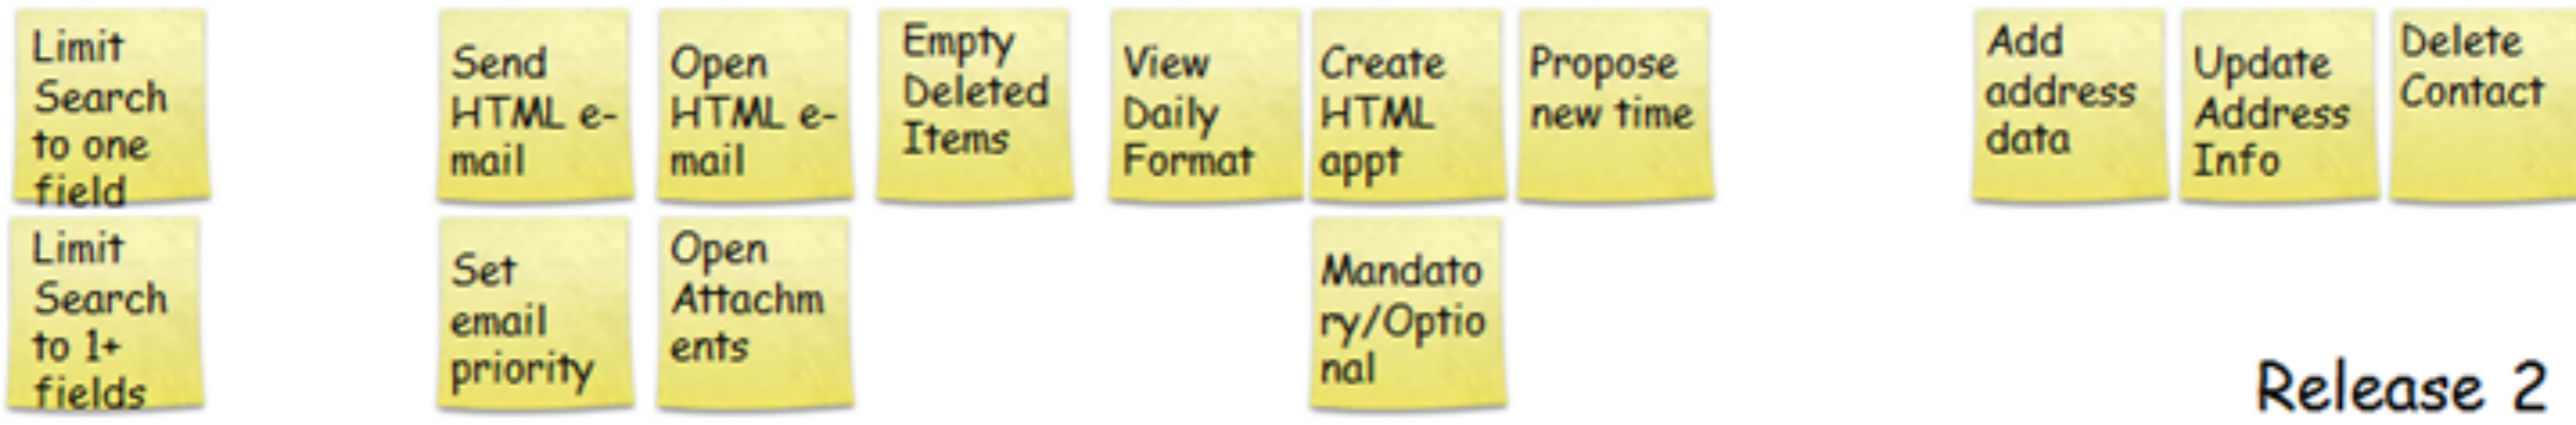 Limit
Search
to one
field
Send
HTML e-
mail
Open
HTML e-
mail
Empty
Deleted
Items
View
Daily
Format
Create
HTML
appt
Propose
new time
Add
address
data
Update
Address
Info
Delete
Contact
Limit
Search
to 1+
fields
Set
email
priority
Open
Attachm
ents
Mandato
ry/Optio
nal
Release 2